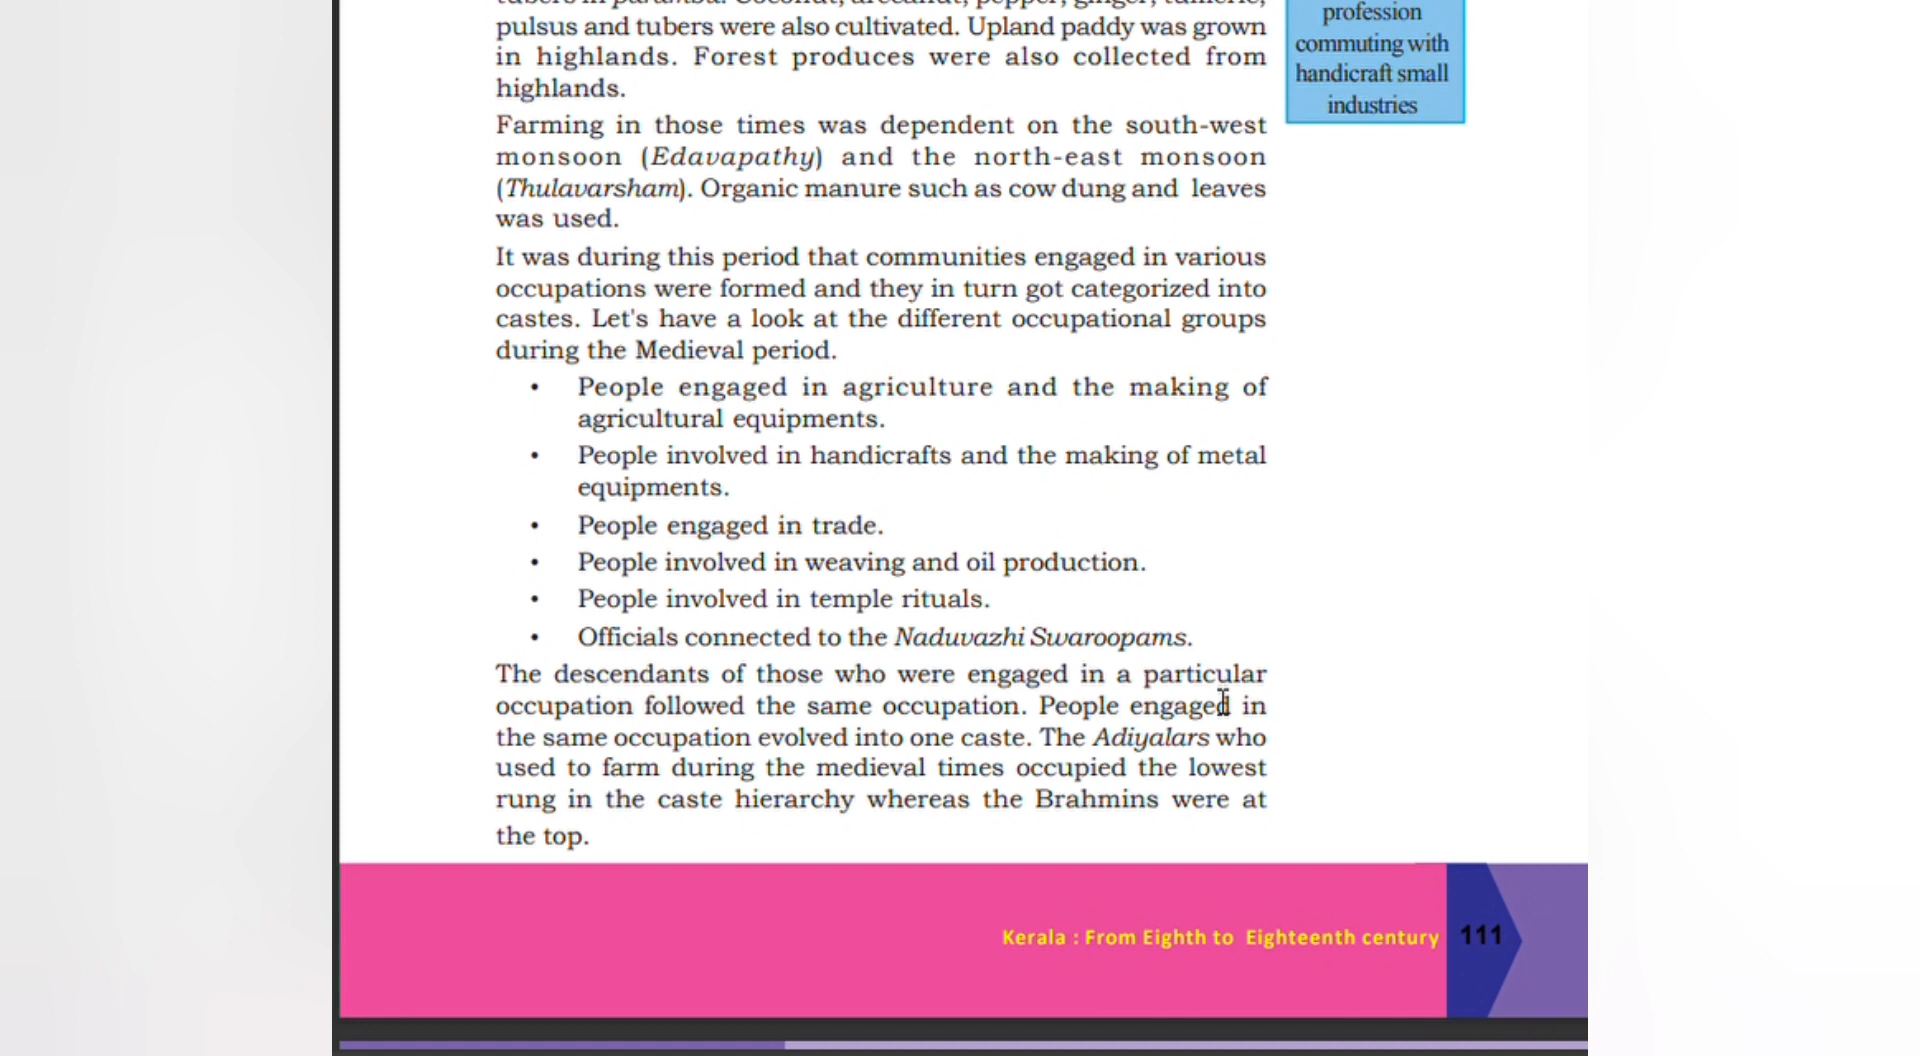 tubers in paramba. Coconut, arecanut, pepper, ginger, tumeric,
pulsus and tubers were also cultivated. Upland paddy was grown
in highlands. Forest produces were also collected from
highlands.
Farming in those times was dependent on the south-west
monsoon (Edavapathy) and the north-east monsoon
(Thulavarsham). Organic manure such as cow dung and leaves
was used.
It was during this period that communities engaged in various
occupations were formed and they in turn got categorized into
castes. Let's have a look at the different occupational groups
during the Medieval period.
• People engaged in agriculture and the making of
agricultural equipments.
• People involved in handicrafts and the making of metal
equipments.
• People engaged in trade.
• People involved in weaving and oil production.
• People involved in temple rituals.
• Officials connected to the Naduvazhi Swaroopams.
The descendants of those who were engaged in a particular
occupation followed the same occupation. People engaged in
the same occupation evolved into one caste. The Adiyalars who
used to farm during the medieval times occupied the lowest
rung in the caste hierarchy whereas the Brahmins were at
the top.
profession
commuting with
handicraft small
industries
Kerala : From Eighth to Eighteenth century 111